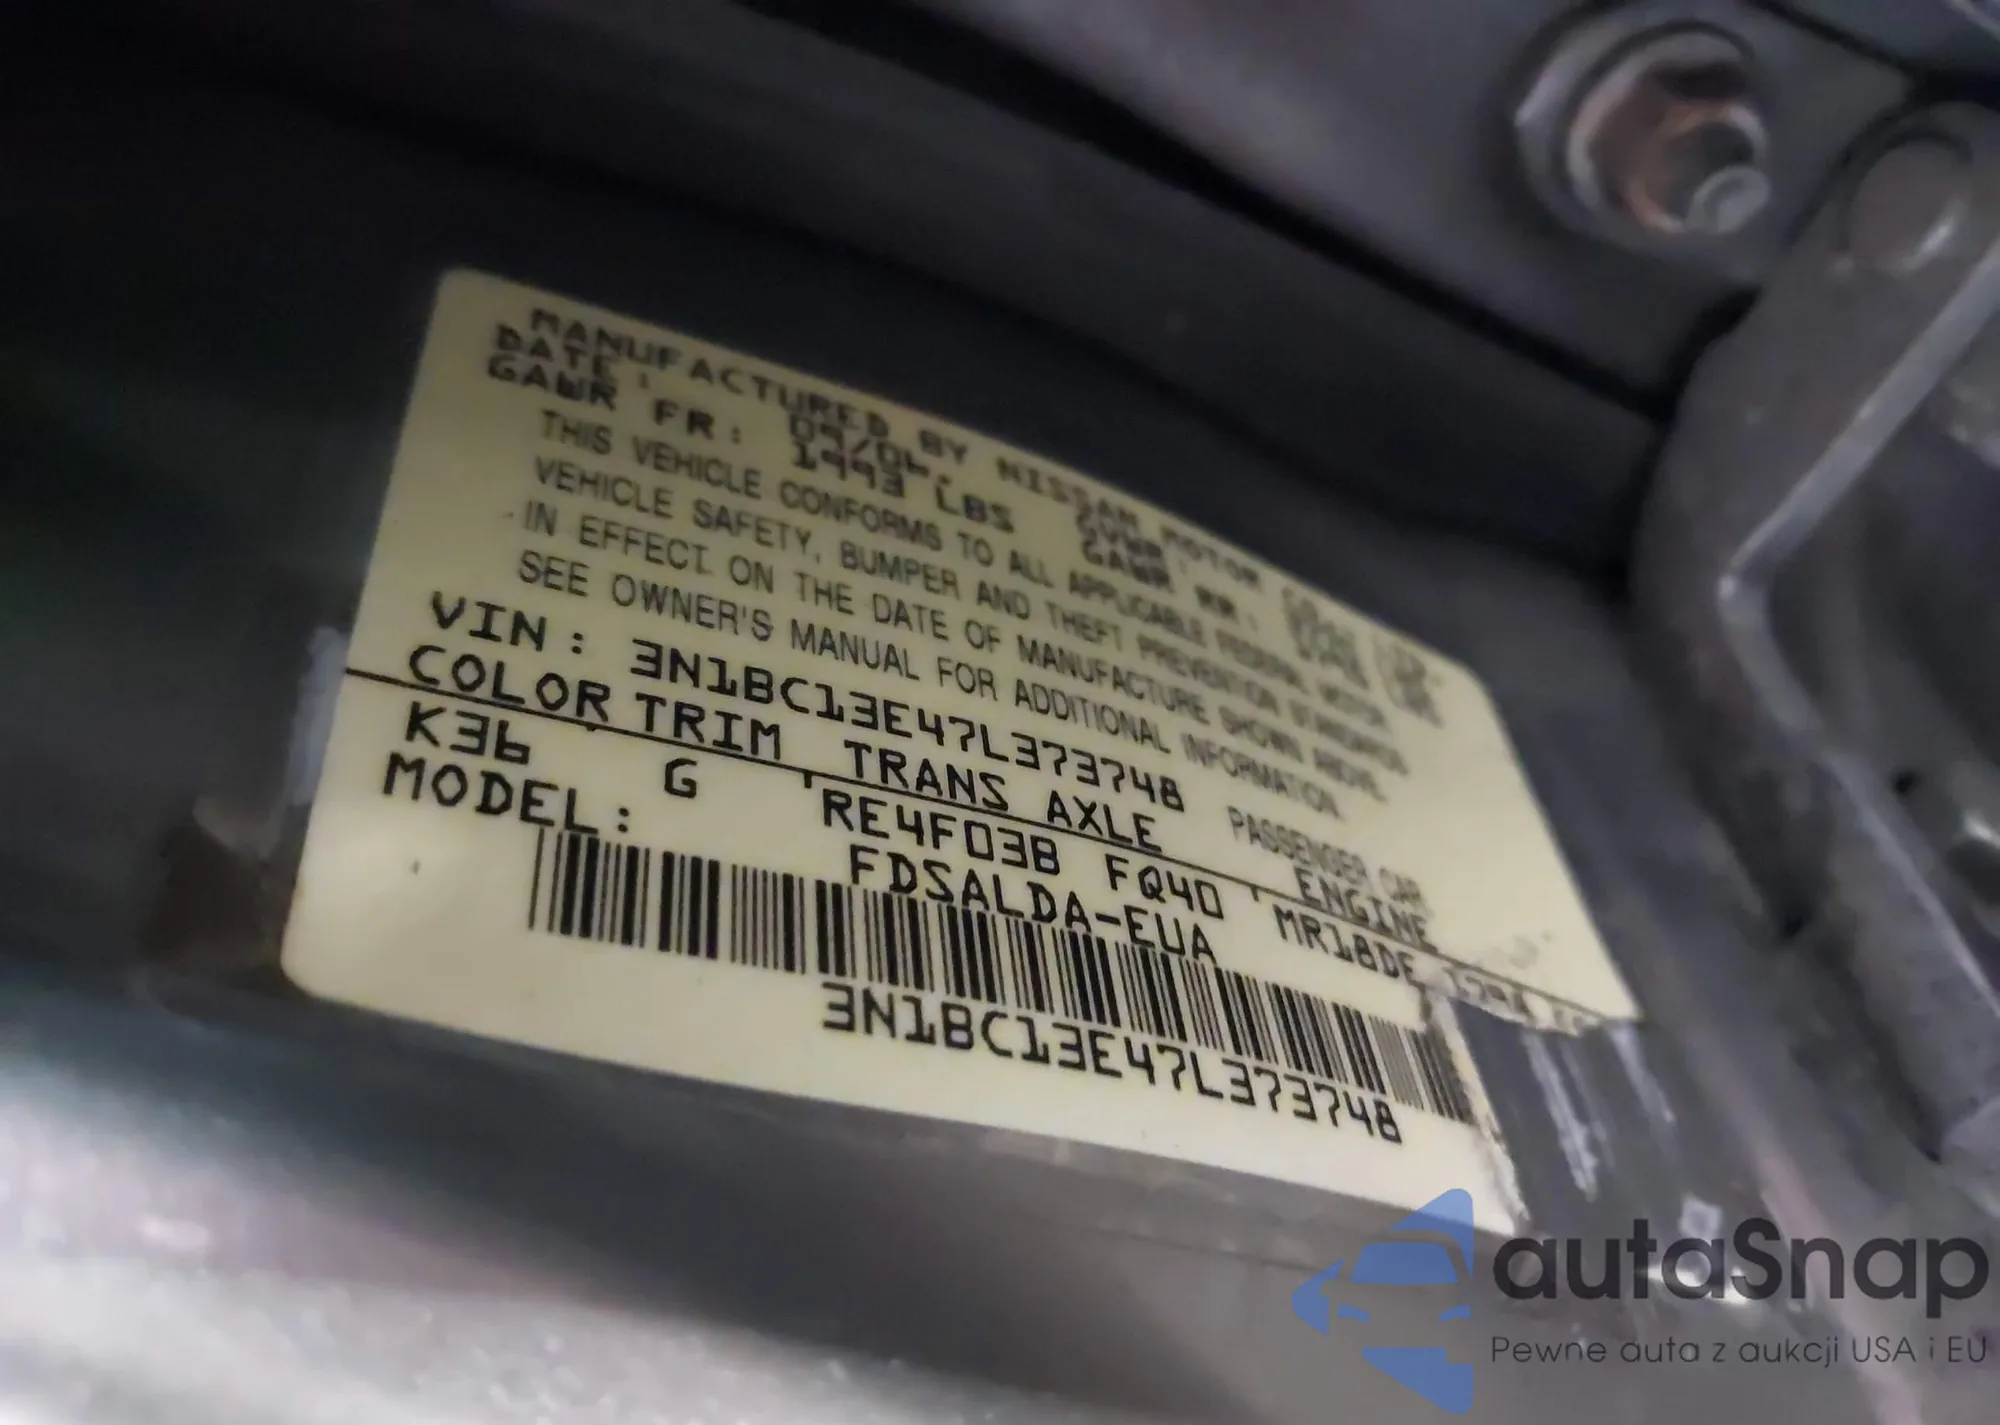 MANUFACTURED BY NISSAN MOTOR
DATE: 09/06. GVWR:
GAWR FR: 1993 LBS GAWR RR:
THIS VEHICLE CONFORMS TO ALL APPLICABLE FEDERAL MOTOR
VEHICLE SAFETY, BUMPER AND THEFT PREVENTION STANDARDS
IN EFFECT ON THE DATE OF MANUFACTURE SHOWN ABOVE.
SEE OWNER'S MANUAL FOR ADDITIONAL INFORMATION.
VIN: 3N1BC13E47L373748 PASSENGER CAR
COLOR TRIM TRANS AXLE ENGINE
K36 G RE4F03B FQ40 MR18DE
MODEL: FDSALDA-EUA
3N1BC13E47L373748
autaSnap
Pewne auta z aukcji USA i EU